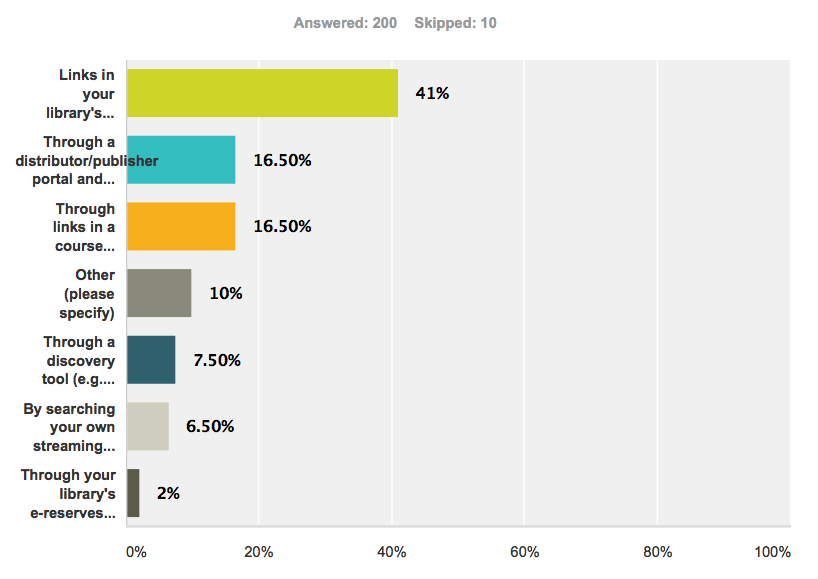 Answered: 200 Skipped: 10
Links in
your
library's...
41%
Through a
distributor/publisher
portal and...
16.50%
Through
links in a
course...
16.50%
Other
(please
specify)
10%
Through a
discovery
tool (e.g....
7.50%
By searching
your own
streaming...
6.50%
Through your
library's
e-reserves...
2%
0% 20% 40% 60% 80% 100%